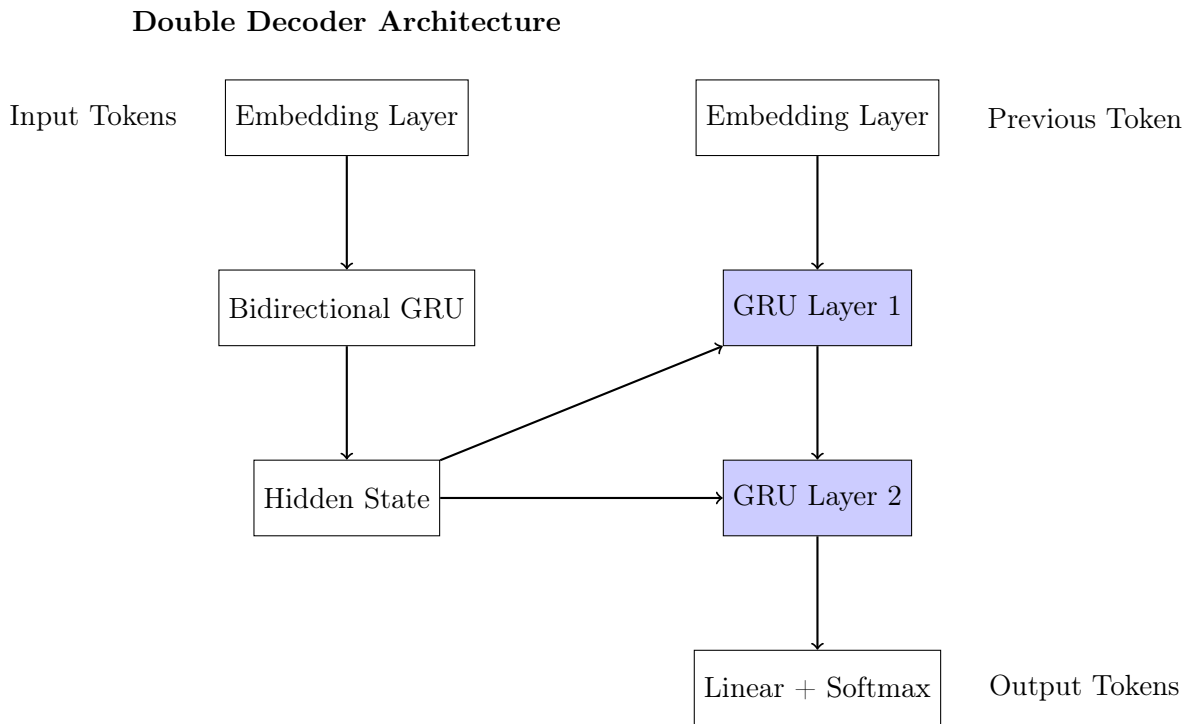 Double Decoder Architecture
Input Tokens
Embedding Layer
Embedding Layer
Previous Token
Bidirectional GRU
GRU Layer 1
Hidden State
GRU Layer 2
Linear + Softmax
Output Tokens